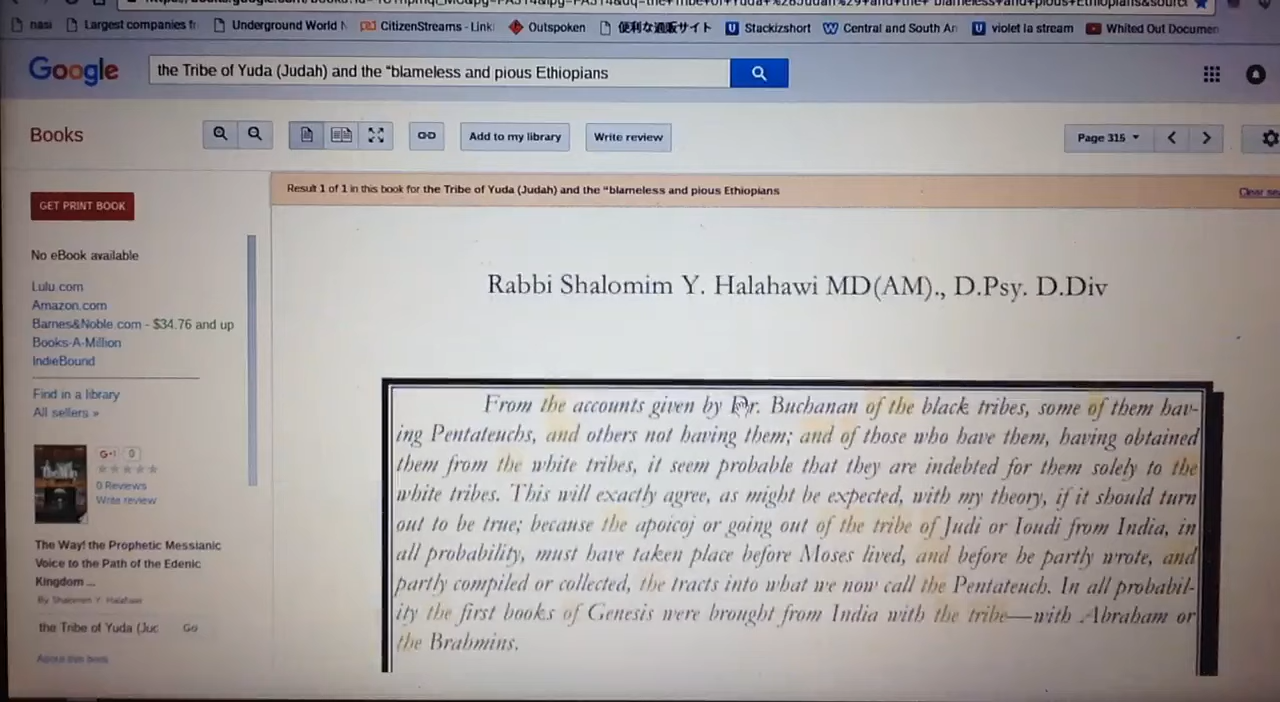 nasi Largest companies fr Underground World N CitizenStreams - Link Outspoken 便利な通販サイト Stackizshort Central and South An violet la stream Whited Out Documen
Google the Tribe of Yuda (Judah) and the "blameless and pious Ethiopians
Books Add to my library Write review Page 315
Result 1 of 1 in this book for the Tribe of Yuda (Judah) and the "blameless and pious Ethiopians Clear
GET PRINT BOOK
No eBook available
Lulu.com
Amazon.com
Barnes&Noble.com - $34.76 and up
Books-A-Million
IndieBound
Find in a library
All sellers »
G+1 0
0 Reviews
Write review
The Way! the Prophetic Messianic
Voice to the Path of the Edenic
Kingdom ...
By Shalomim Y. Halahawi
the Tribe of Yuda (Juc Go
About this book
Rabbi Shalomim Y. Halahawi MD(AM)., D.Psy. D.Div
From the accounts given by Dr. Buchanan of the black tribes, some of them hav-
ing Pentateuchs, and others not having them; and of those who have them, having obtained
them from the white tribes, it seem probable that they are indebted for them solely to the
white tribes. This will exactly agree, as might be expected, with my theory, if it should turn
out to be true; because the apoicoj or going out of the tribe of Judi or Ioudi from India, in
all probability, must have taken place before Moses lived, and before he partly wrote, and
partly compiled or collected, the tracts into what we now call the Pentateuch. In all probabil-
ity the first books of Genesis were brought from India with the tribe—with Abraham or
the Brahmins.